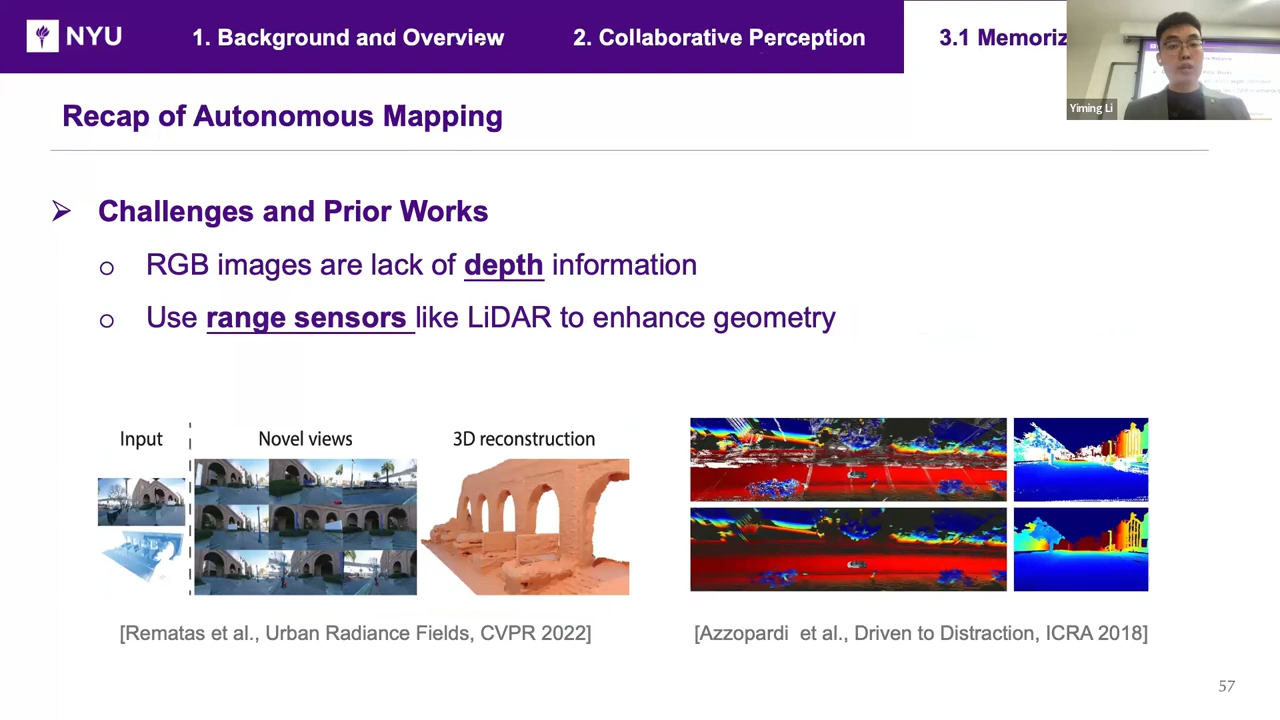 NYU
1. Background and Overview
2. Collaborative Perception
3.1 Memoriz
Yiming Li
Recap of Autonomous Mapping
Challenges and Prior Works
RGB images are lack of depth information
Use range sensors like LiDAR to enhance geometry
Input
Novel views
3D reconstruction
[Rematas et al., Urban Radiance Fields, CVPR 2022]
[Azzopardi et al., Driven to Distraction, ICRA 2018]
57